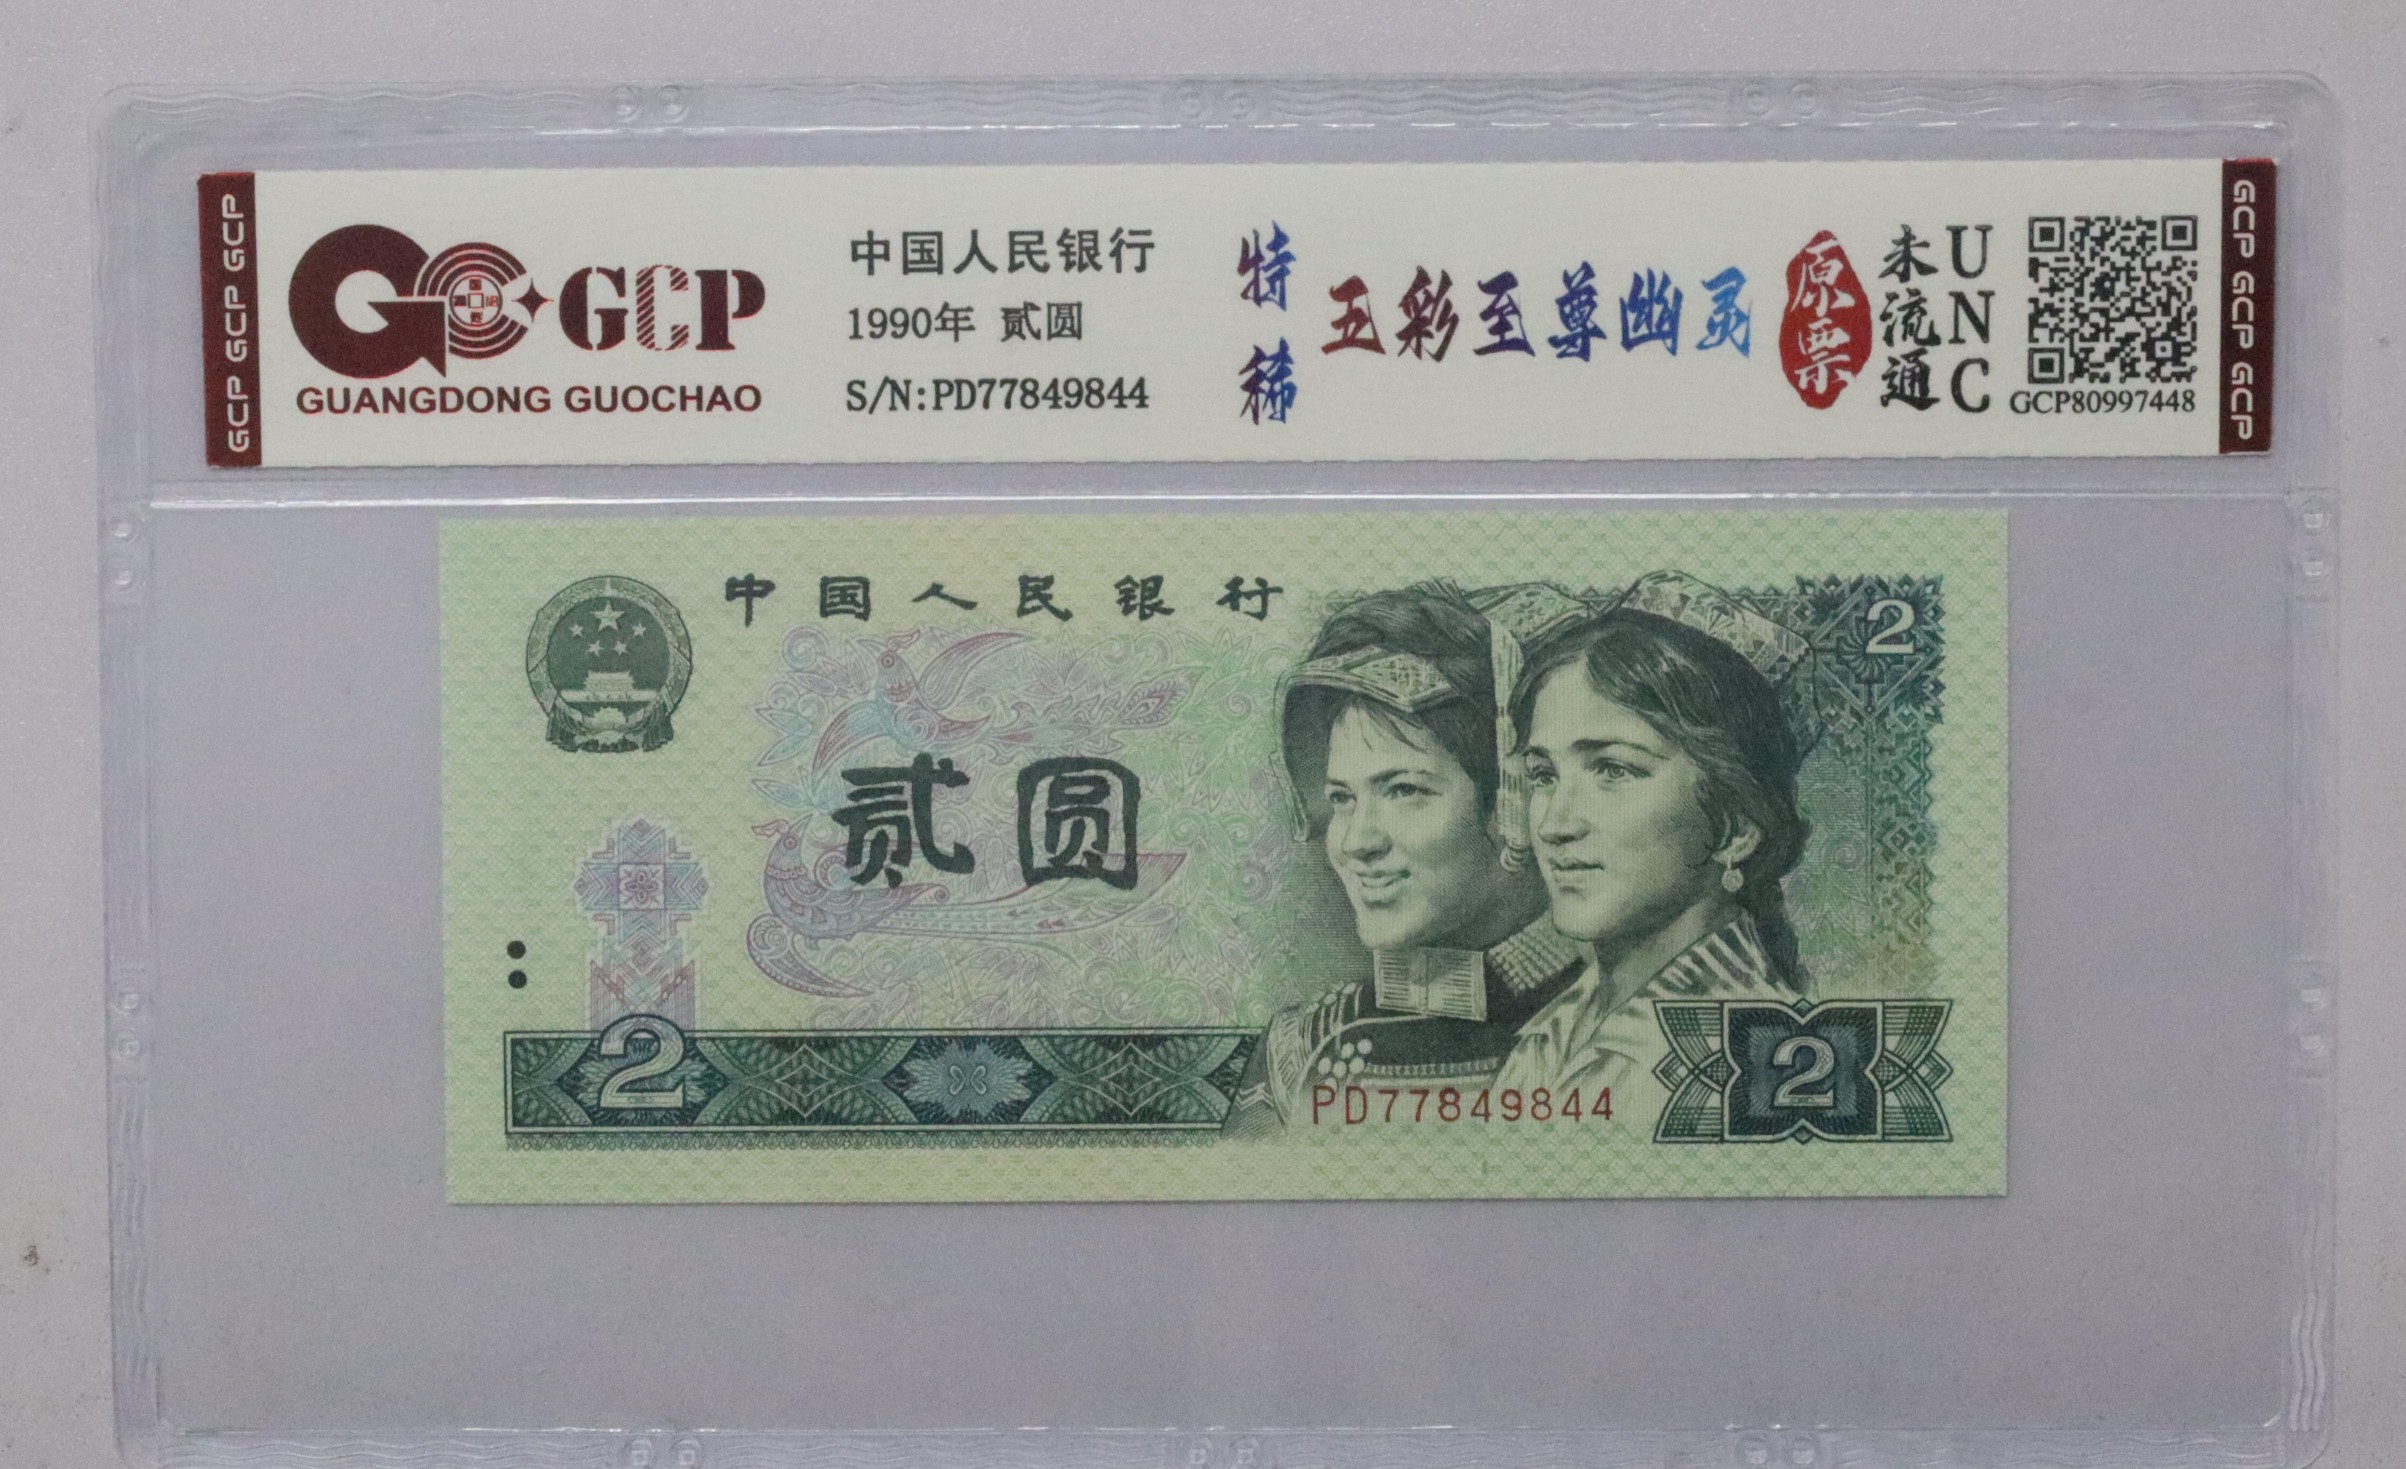 GCP GCP GCP
GCP
GUANGDONG GUOCHAO
中国人民银行
1990年 贰圆
S/N:PD77849844
特稀
五彩至尊幽灵
原票
未流通
UNC
GCP80997448
GCP GCP GCP
中国人民银行
2
贰圆
2
PD77849844
2